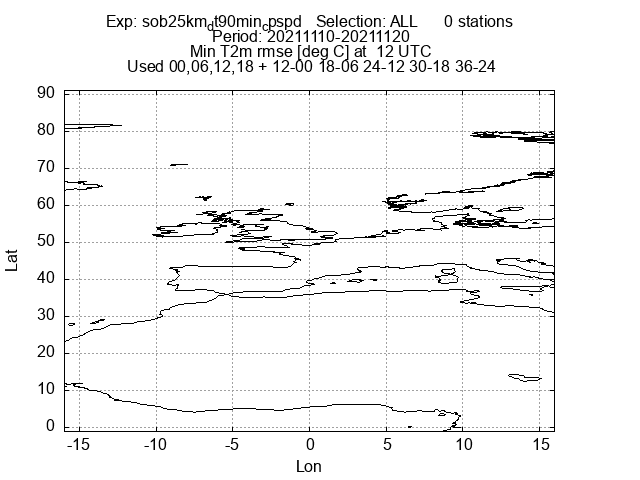 Exp: sob25km_dt90min_cpspd   Selection: ALL      0 stations
Period: 20211110-20211120
Min T2m rmse [deg C] at  12 UTC
Used 00,06,12,18 + 12-00 18-06 24-12 30-18 36-24
90
80
70
60
50
40
30
20
10
0
Lat
-15 -10 -5 0 5 10 15
Lon